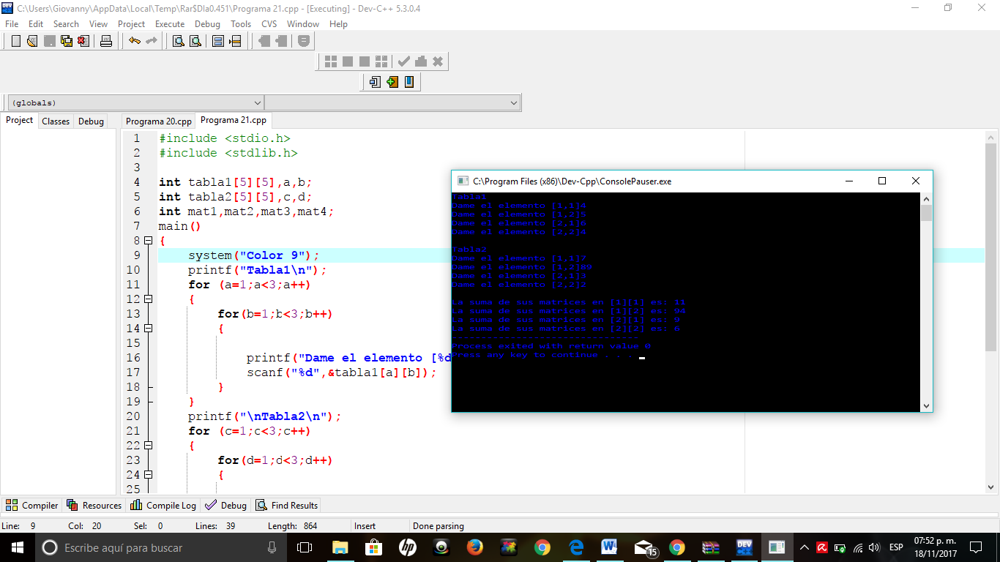 C:\Users\Giovanny\AppData\Local\Temp\Rar$DIa0.451\Programa 21.cpp - [Executing] - Dev-C++ 5.3.0.4
File Edit Search View Project Execute Debug Tools CVS Window Help
(globals)
Project Classes Debug
Programa 20.cpp Programa 21.cpp
1 #include <stdio.h>
2 #include <stdlib.h>
3
4 int tabla1[5][5],a,b;
5 int tabla2[5][5],c,d;
6 int mat1,mat2,mat3,mat4;
7 main()
8 {
9 system("Color 9");
10 printf("Tabla1\n");
11 for (a=1;a<3;a++)
12 {
13 for(b=1;b<3;b++)
14 {
15
16 printf("Dame el elemento [%d
17 scanf("%d",&tabla1[a][b]);
18 }
19 }
20 printf("\nTabla2\n");
21 for (c=1;c<3;c++)
22 {
23 for(d=1;d<3;d++)
24 {
25
C:\Program Files (x86)\Dev-Cpp\ConsolePauser.exe
Tabla1
Dame el elemento [1,1]4
Dame el elemento [1,2]5
Dame el elemento [2,1]6
Dame el elemento [2,2]4
Tabla2
Dame el elemento [1,1]7
Dame el elemento [1,2]89
Dame el elemento [2,1]3
Dame el elemento [2,2]2
La suma de sus matrices en [1][1] es: 11
La suma de sus matrices en [1][2] es: 94
La suma de sus matrices en [2][1] es: 9
La suma de sus matrices en [2][2] es: 6
--------------------------------
Process exited with return value 0
Press any key to continue . . .
Compiler Resources Compile Log Debug Find Results
Line: 9 Col: 20 Sel: 0 Lines: 39 Length: 864 Insert Done parsing
Escribe aquí para buscar
15
DEV
ESP
07:52 p. m.
18/11/2017